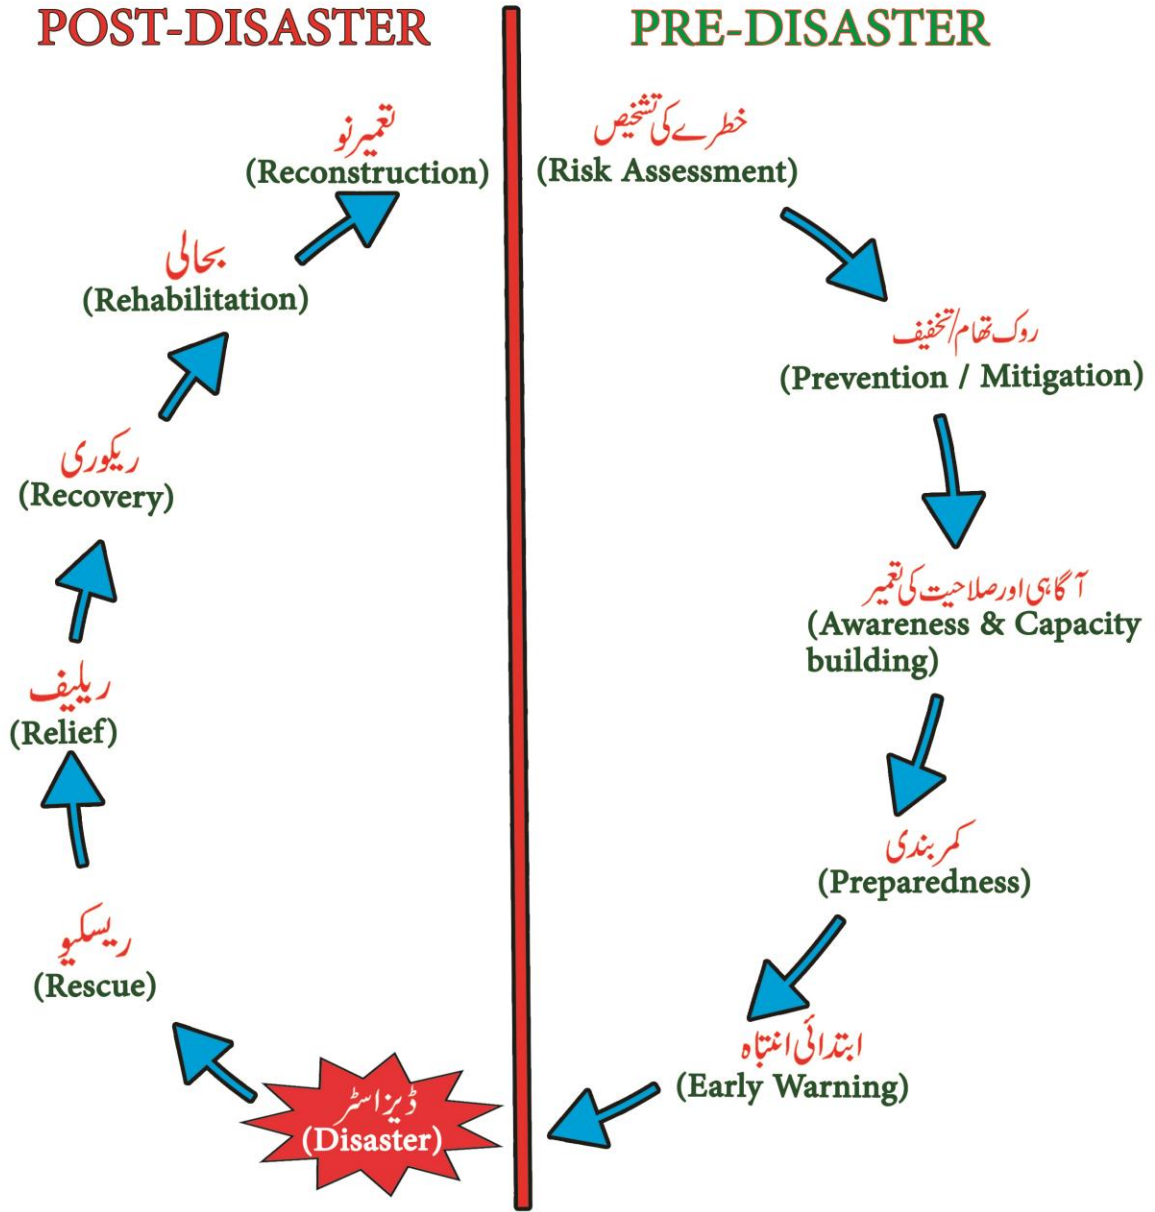 POST-DISASTER
PRE-DISASTER
تعمیرنو
(Reconstruction)
خطرے کی تشخیص
(Risk Assessment)
بحالی
(Rehabilitation)
روک تھام/تخفیف
(Prevention / Mitigation)
ریکوری
(Recovery)
آگاہی اور صلاحیت کی تعمیر
(Awareness & Capacity
building)
ریلیف
(Relief)
کمر بندی
(Preparedness)
ریسکیو
(Rescue)
ابتدائی انتباہ
(Early Warning)
ڈیزاسٹر
(Disaster)